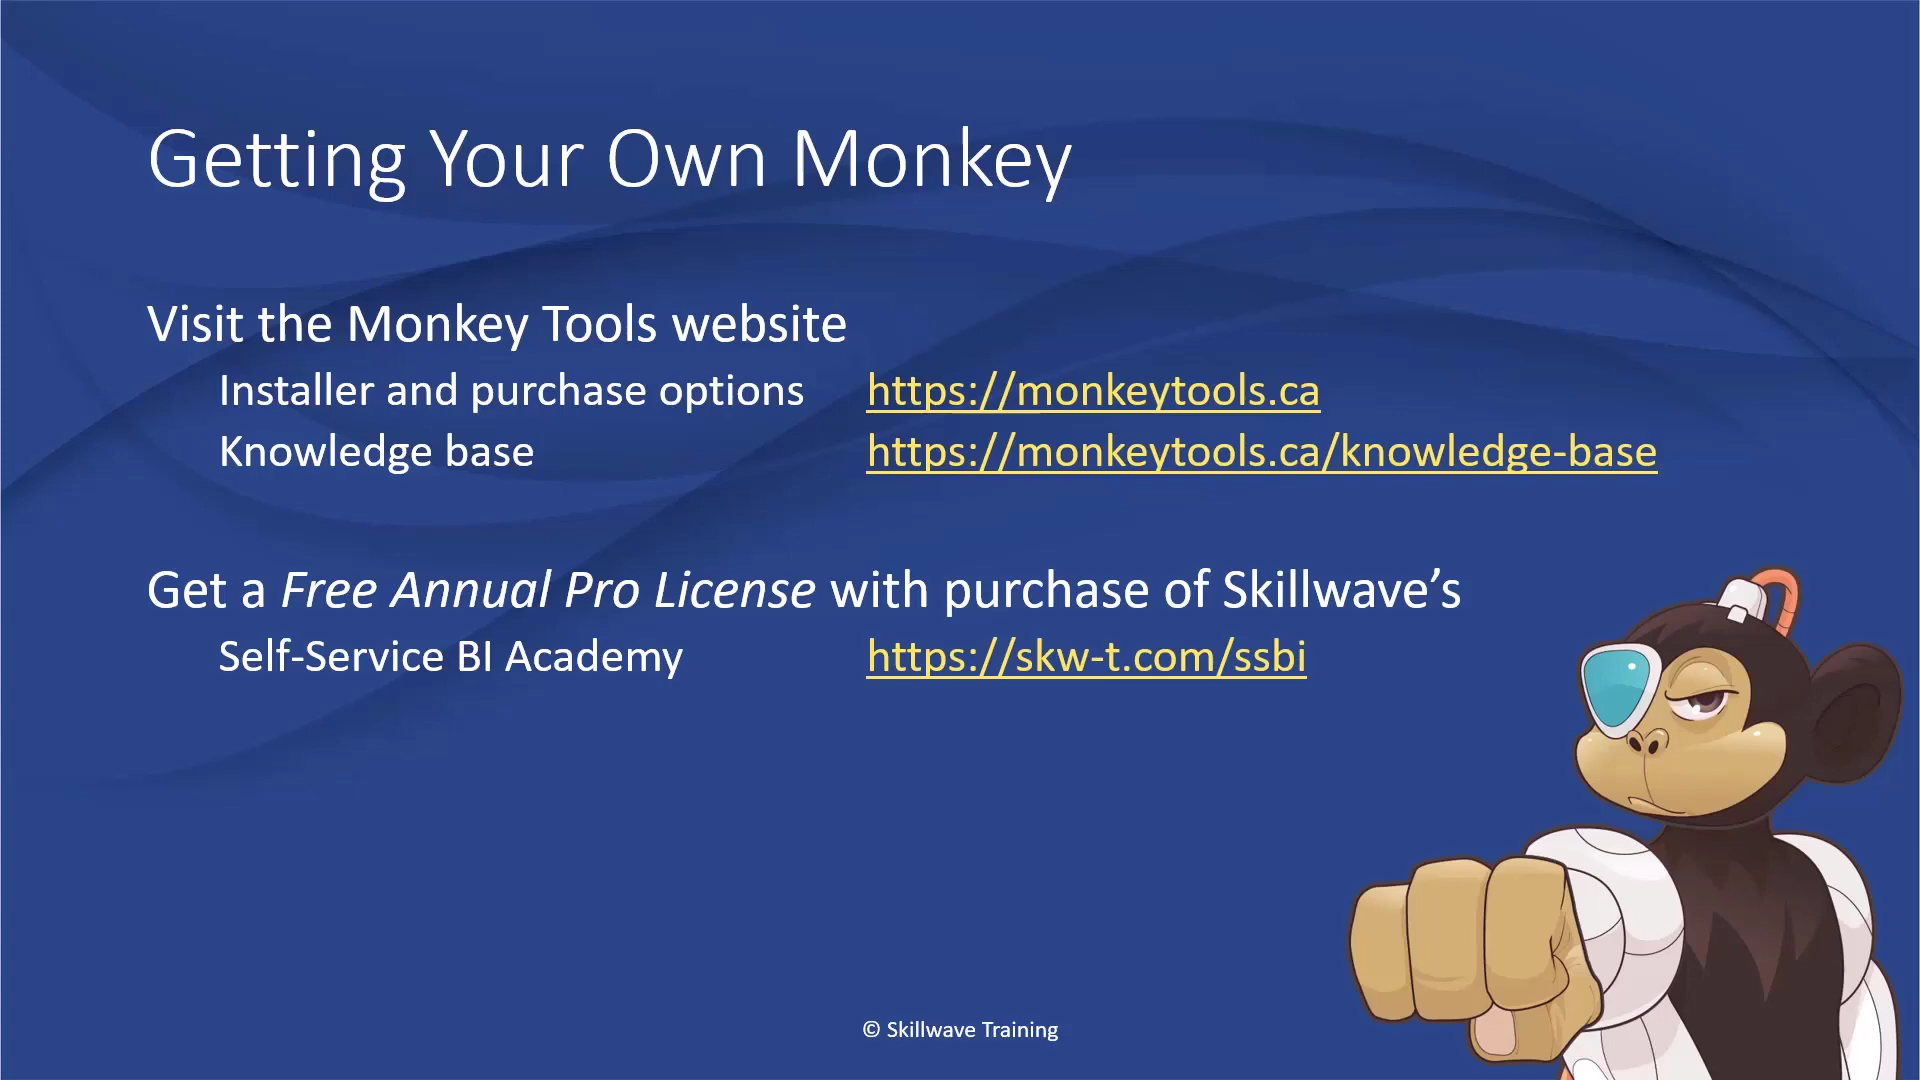 Getting Your Own Monkey
Visit the Monkey Tools website
Installer and purchase options https://monkeytools.ca
Knowledge base https://monkeytools.ca/knowledge-base
Get a Free Annual Pro License with purchase of Skillwave’s
Self-Service BI Academy https://skw-t.com/ssbi
© Skillwave Training